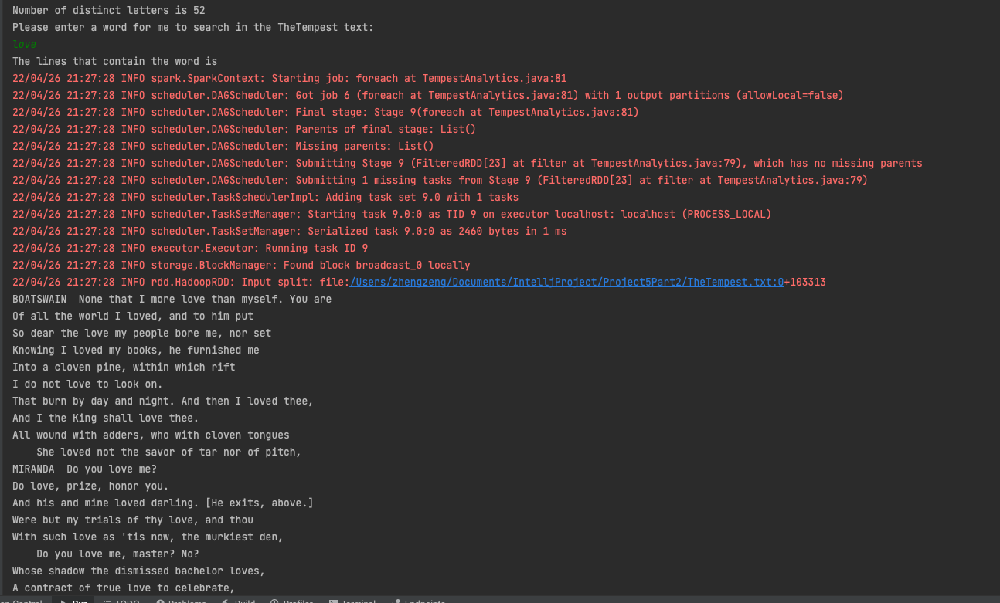 Number of distinct letters is 52
Please enter a word for me to search in the TheTempest text:
love
The lines that contain the word is
22/04/26 21:27:28 INFO spark.SparkContext: Starting job: foreach at TempestAnalytics.java:81
22/04/26 21:27:28 INFO scheduler.DAGScheduler: Got job 6 (foreach at TempestAnalytics.java:81) with 1 output partitions (allowLocal=false)
22/04/26 21:27:28 INFO scheduler.DAGScheduler: Final stage: Stage 9(foreach at TempestAnalytics.java:81)
22/04/26 21:27:28 INFO scheduler.DAGScheduler: Parents of final stage: List()
22/04/26 21:27:28 INFO scheduler.DAGScheduler: Missing parents: List()
22/04/26 21:27:28 INFO scheduler.DAGScheduler: Submitting Stage 9 (FilteredRDD[23] at filter at TempestAnalytics.java:79), which has no missing parents
22/04/26 21:27:28 INFO scheduler.DAGScheduler: Submitting 1 missing tasks from Stage 9 (FilteredRDD[23] at filter at TempestAnalytics.java:79)
22/04/26 21:27:28 INFO scheduler.TaskSchedulerImpl: Adding task set 9.0 with 1 tasks
22/04/26 21:27:28 INFO scheduler.TaskSetManager: Starting task 9.0:0 as TID 9 on executor localhost: localhost (PROCESS_LOCAL)
22/04/26 21:27:28 INFO scheduler.TaskSetManager: Serialized task 9.0:0 as 2460 bytes in 1 ms
22/04/26 21:27:28 INFO executor.Executor: Running task ID 9
22/04/26 21:27:28 INFO storage.BlockManager: Found block broadcast_0 locally
22/04/26 21:27:28 INFO rdd.HadoopRDD: Input split: file:/Users/zhengzeng/Documents/IntelljProject/Project5Part2/TheTempest.txt:0+103313
BOATSWAIN  None that I more love than myself. You are
Of all the world I loved, and to him put
So dear the love my people bore me, nor set
Knowing I loved my books, he furnished me
Into a cloven pine, within which rift
I do not love to look on.
That burn by day and night. And then I loved thee,
And I the King shall love thee.
All wound with adders, who with cloven tongues
    She loved not the savor of tar nor of pitch,
MIRANDA  Do you love me?
Do love, prize, honor you.
And his and mine loved darling. [He exits, above.]
Were but my trials of thy love, and thou
With such love as 'tis now, the murkiest den,
    Do you love me, master? No?
Whose shadow the dismissed bachelor loves,
A contract of true love to celebrate,
Control Run TODO Problems Build Profiler Terminal Endpoints